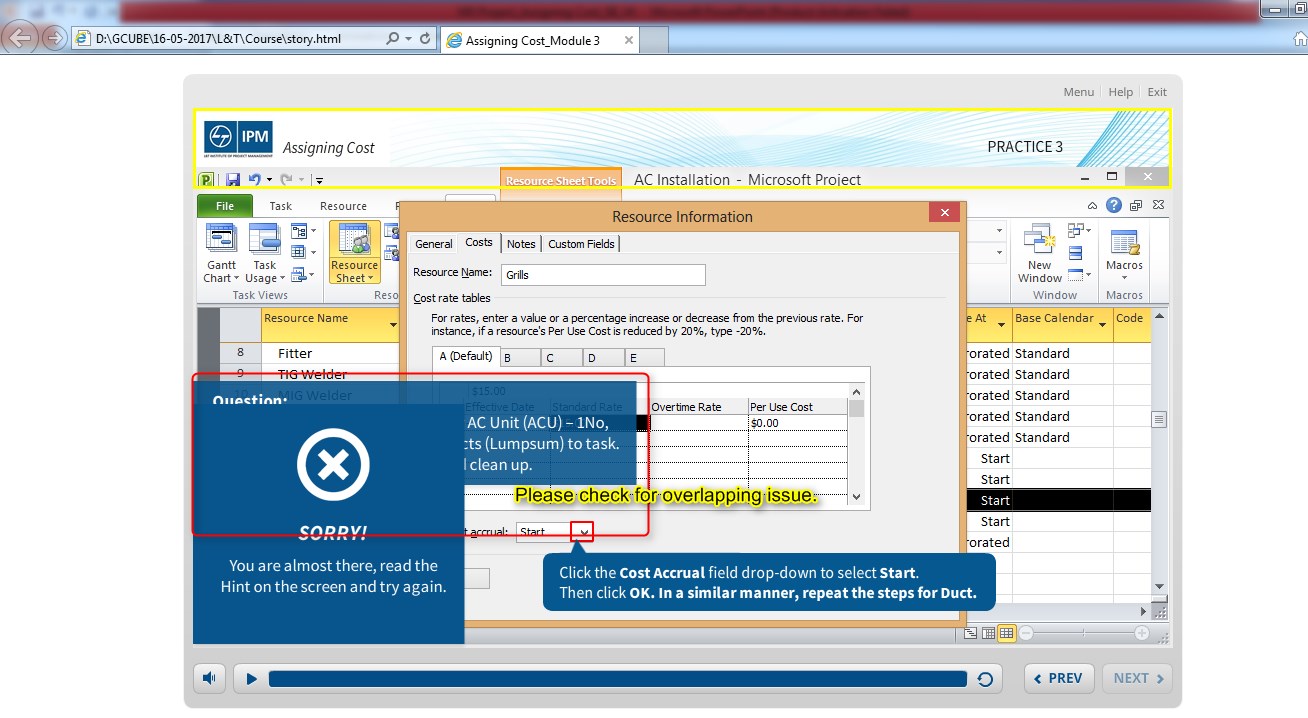 D:\GCUBE\16-05-2017\L&T\Course\story.html
Assigning Cost_Module 3
Menu Help Exit
IPM
L&T INSTITUTE OF PROJECT MANAGEMENT
Assigning Cost
PRACTICE 3
Resource Sheet Tools
AC Installation - Microsoft Project
File Task Resource
Resource Information
General Costs Notes Custom Fields
Resource Name: Grills
Cost rate tables
For rates, enter a value or a percentage increase or decrease from the previous rate. For
instance, if a resource's Per Use Cost is reduced by 20%, type -20%.
A (Default) B C D E
$15.00
Effective Date Standard Rate Overtime Rate Per Use Cost
$0.00
Gantt
Chart
Task
Usage
Resource
Sheet
Task Views
Reso
New
Window
Window
Macros
Macros
Resource Name
e At Base Calendar Code
8 Fitter
rorated Standard
9 TIG Welder
rorated Standard
10 MIG Welder
rorated Standard
rorated Standard
rorated Standard
Start
Start
Start
Start
rorated
Question:
AC Unit (ACU) – 1No,
cts (Lumpsum) to task.
clean up.
Please check for overlapping issue.
SORRY!
You are almost there, read the
Hint on the screen and try again.
accrual: Start
Click the Cost Accrual field drop-down to select Start.
Then click OK. In a similar manner, repeat the steps for Duct.
PREV NEXT